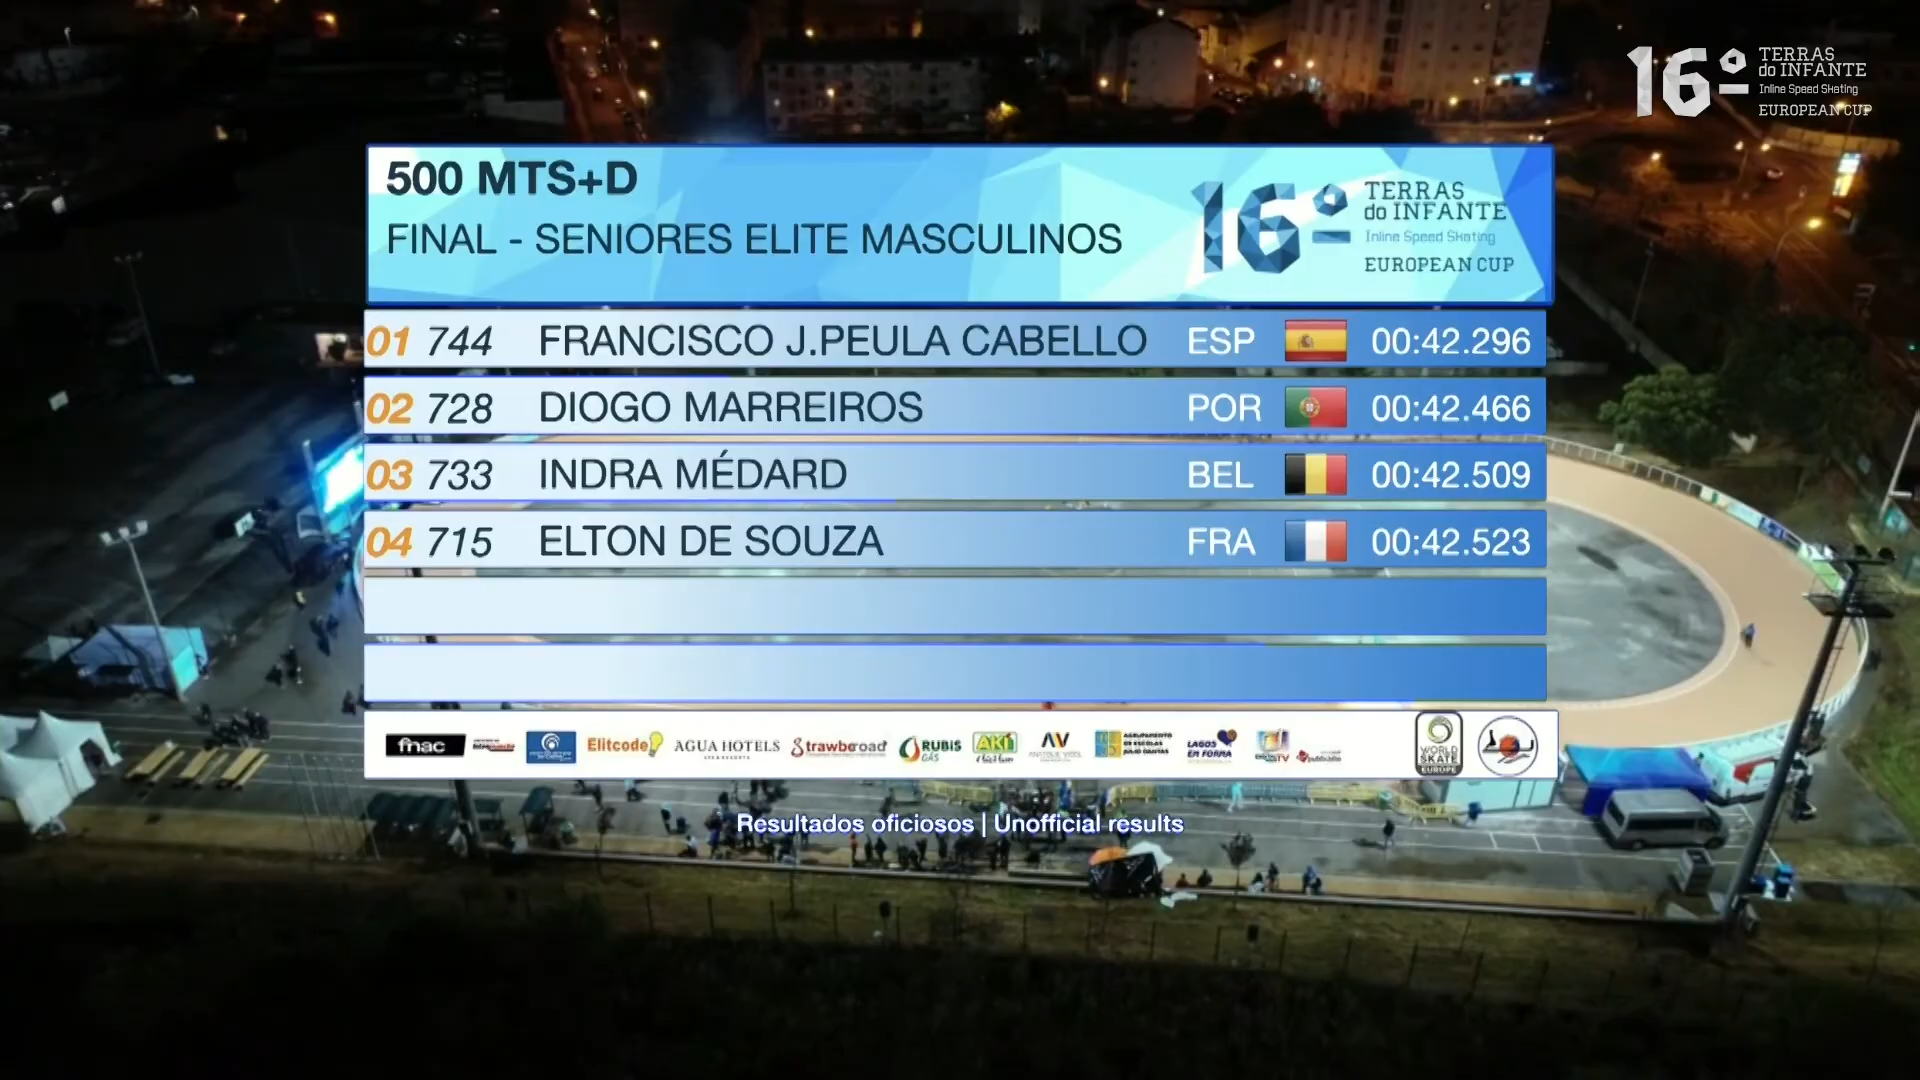 16º TERRAS
do INFANTE
Inline Speed Skating
EUROPEAN CUP
500 MTS+D
FINAL - SENIORES ELITE MASCULINOS
16º TERRAS
do INFANTE
Inline Speed Skating
EUROPEAN CUP
01 744 FRANCISCO J.PEULA CABELLO ESP 00:42.296
02 728 DIOGO MARREIROS POR 00:42.466
03 733 INDRA MÉDARD BEL 00:42.509
04 715 ELTON DE SOUZA FRA 00:42.523
fnac Elitcode AGUA HOTELS Strawberoad RUBIS GÁS AKI AV LAGOS EM FORMA WORLD SKATE EUROPE
Resultados oficiosos | Unofficial results